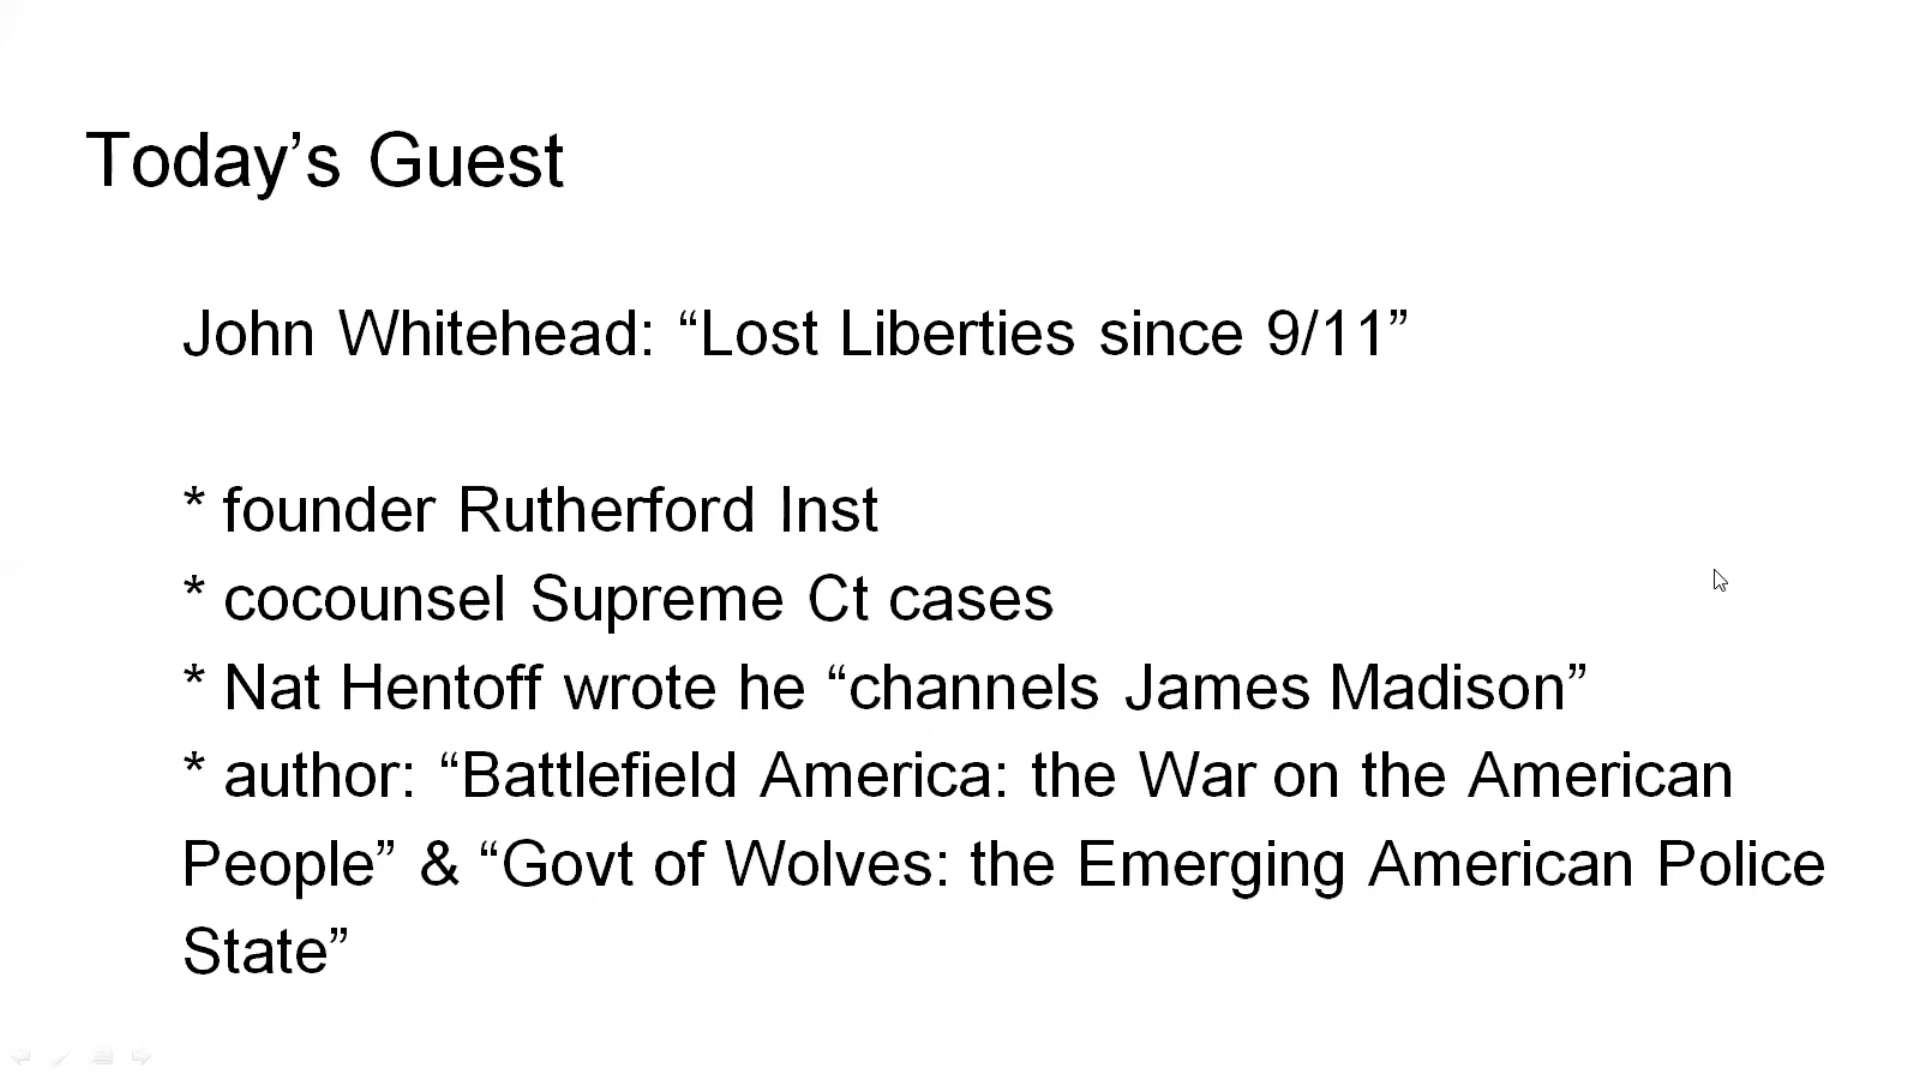 Today’s Guest
John Whitehead: “Lost Liberties since 9/11”
* founder Rutherford Inst
* cocounsel Supreme Ct cases
* Nat Hentoff wrote he “channels James Madison”
* author: “Battlefield America: the War on the American
People” & “Govt of Wolves: the Emerging American Police
State”